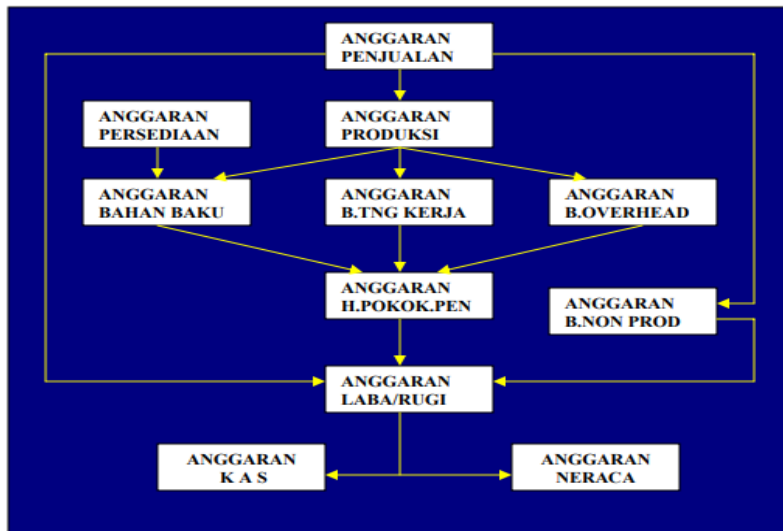 ANGGARAN
PENJUALAN
ANGGARAN
PERSEDIAAN
ANGGARAN
PRODUKSI
ANGGARAN
BAHAN BAKU
ANGGARAN
B.TNG KERJA
ANGGARAN
B.OVERHEAD
ANGGARAN
H.POKOK.PEN
ANGGARAN
B.NON PROD
ANGGARAN
LABA/RUGI
ANGGARAN
K A S
ANGGARAN
NERACA